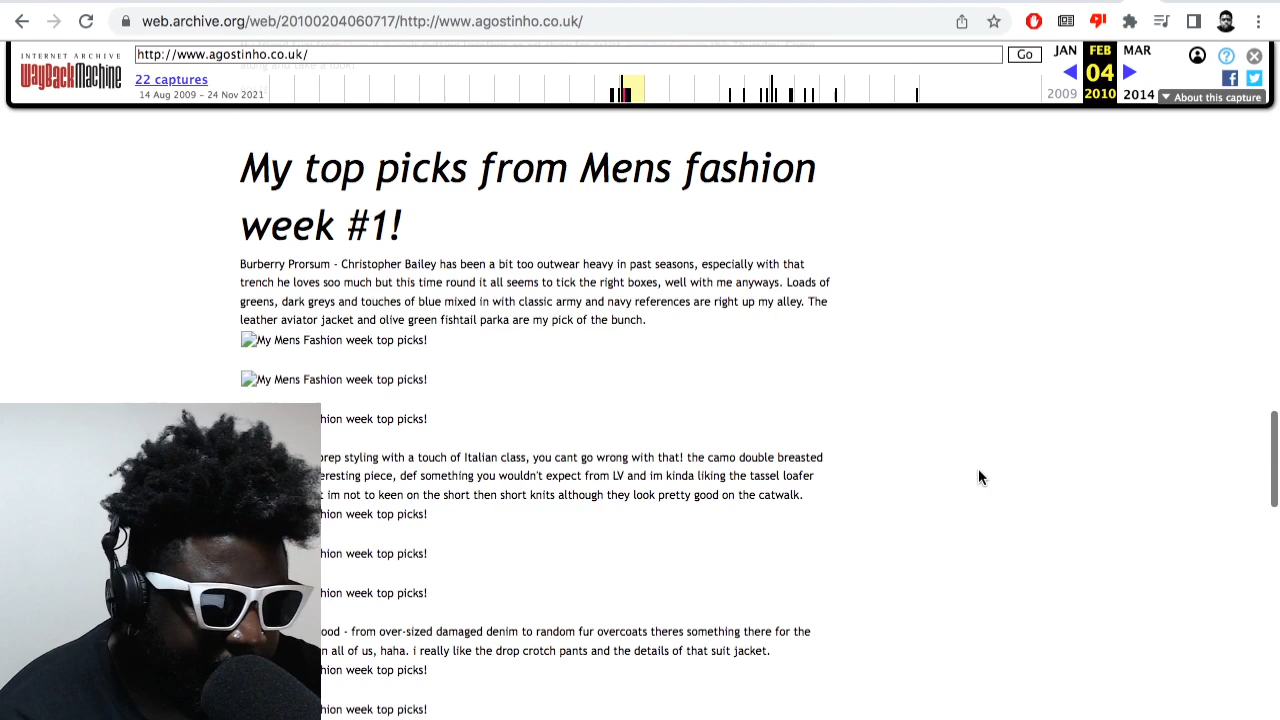 web.archive.org/web/20100204060717/http://www.agostinho.co.uk/
INTERNET ARCHIVE
WayBackMachine
http://www.agostinho.co.uk/
Go
JAN FEB MAR
22 captures
04
14 Aug 2009 – 24 Nov 2021
2009 2010 2014
About this capture
along and take a look!
My top picks from Mens fashion
week #1!
Burberry Prorsum - Christopher Bailey has been a bit too outwear heavy in past seasons, especially with that
trench he loves soo much but this time round it all seems to tick the right boxes, well with me anyways. Loads of
greens, dark greys and touches of blue mixed in with classic army and navy references are right up my alley. The
leather aviator jacket and olive green fishtail parka are my pick of the bunch.
My Mens Fashion week top picks!
My Mens Fashion week top picks!
hion week top picks!
prep styling with a touch of Italian class, you cant go wrong with that! the camo double breasted
eresting piece, def something you wouldn't expect from LV and im kinda liking the tassel loafer
t im not to keen on the short then short knits although they look pretty good on the catwalk.
hion week top picks!
hion week top picks!
hion week top picks!
ood - from over-sized damaged denim to random fur overcoats theres something there for the
n all of us, haha. i really like the drop crotch pants and the details of that suit jacket.
hion week top picks!
hion week top picks!